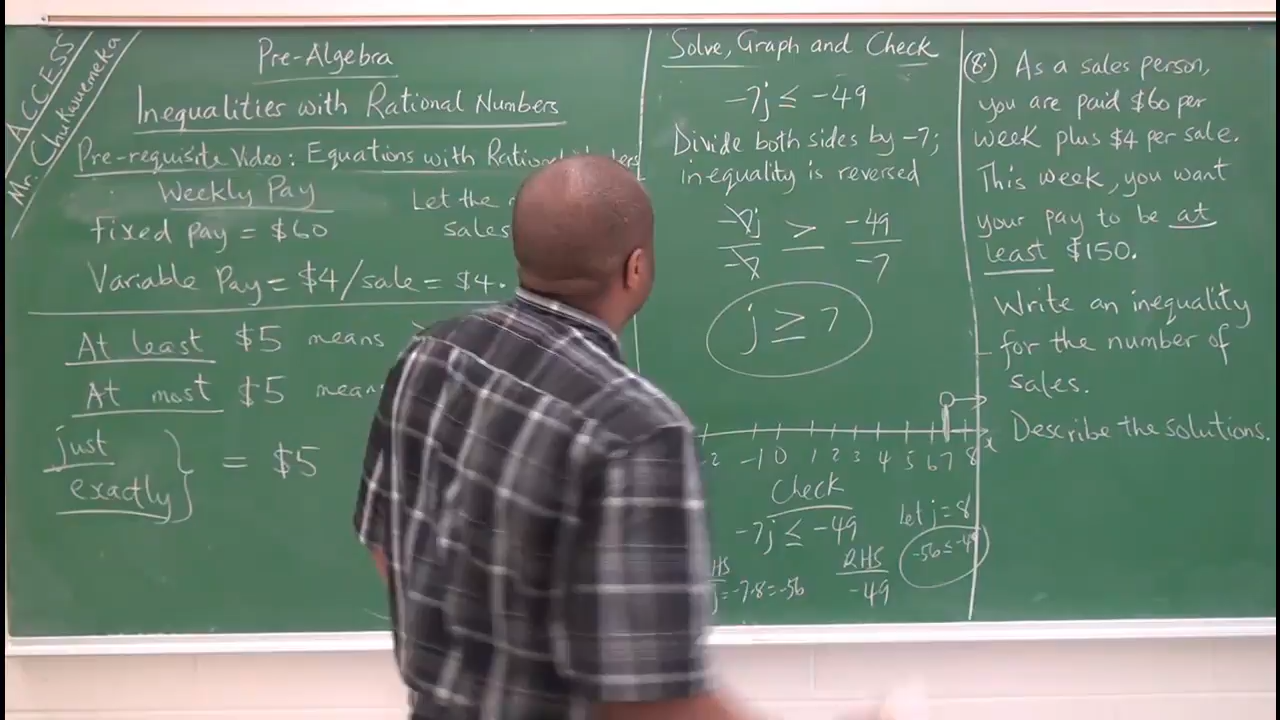 ACCESS
Mr. Chukwuemeka
Pre-Algebra
Inequalities with Rational Numbers
Pre-requisite Video: Equations with
Weekly Pay
Let the
Fixed pay = $60
sales
Variable Pay = $4/sale = $4.
At least $5 means
At most $5 mean
just
exactly } = $5
Solve, Graph and Check
-7j ≤ -49
Divide both sides by -7;
inequality is reversed
-7j/-7 ≥ -49/-7
j ≥ 7
-1 0 1 2 3 4 5 6 7 8 x
Check
-7j ≤ -49
Let j = 8
-56 ≤ -49
HS
RHS
j = -7·8 = -56
-49
(8.) As a sales person,
you are paid $60 per
week plus $4 per sale.
This week, you want
your pay to be at
least $150.
Write an inequality
for the number of
sales.
Describe the solutions.